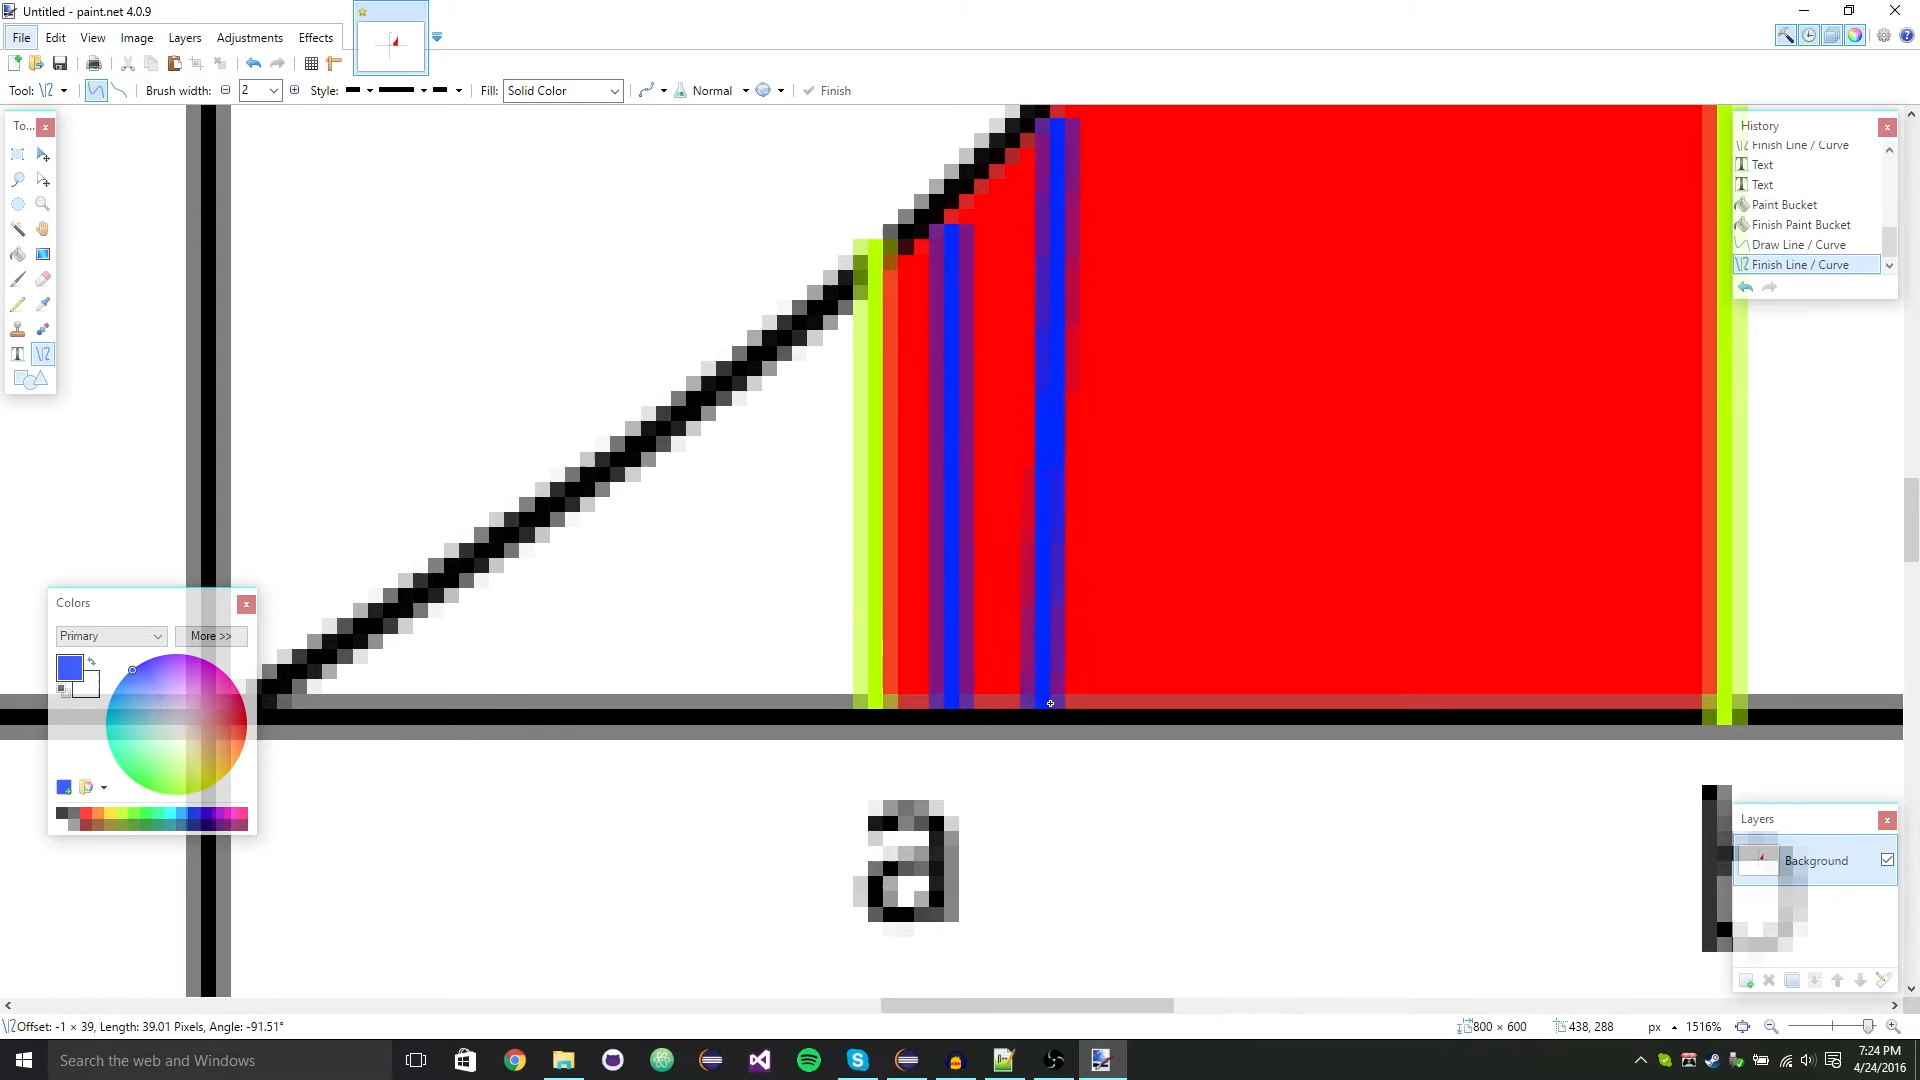 Untitled - paint.net 4.0.9
File Edit View Image Layers Adjustments Effects
Tool: Brush width: 2 Style: Fill: Solid Color Normal Finish
To...
History
Finish Line / Curve
Text
Text
Paint Bucket
Finish Paint Bucket
Draw Line / Curve
Finish Line / Curve
Colors
Primary More >>
a
b
Layers
Background
Offset: -1 × 39, Length: 39.01 Pixels, Angle: -91.51° 800 × 600 438, 288 px 1516%
Search the web and Windows
7:24 PM
4/24/2016